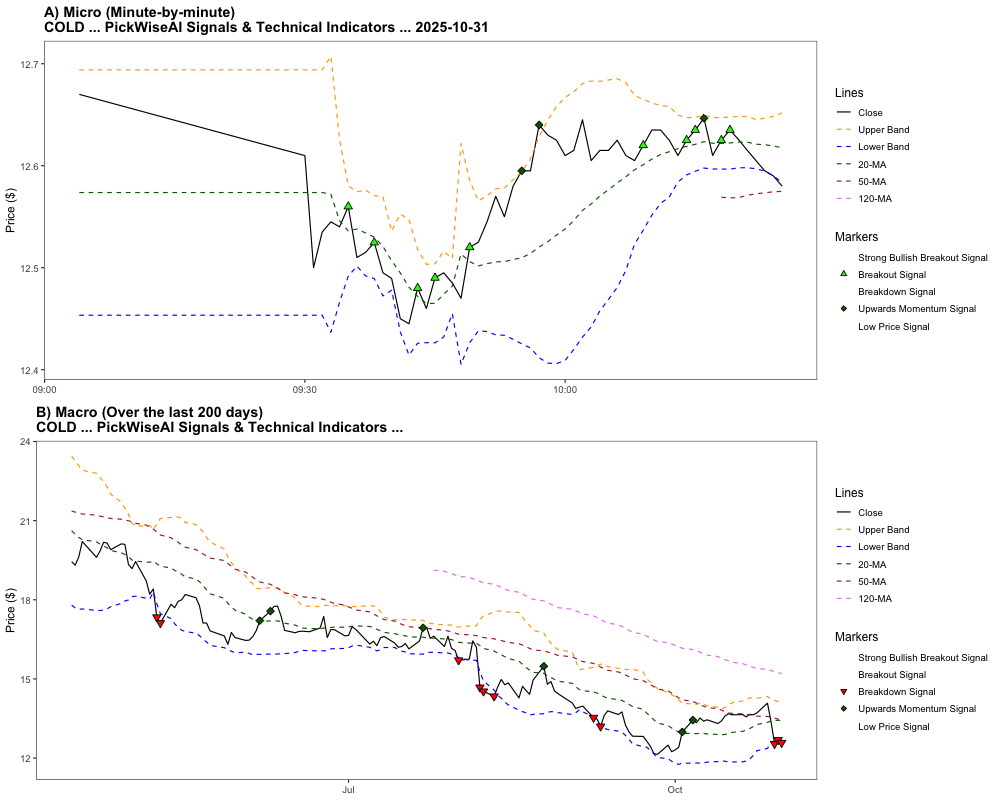 A) Micro (Minute-by-minute)
COLD ... PickWiseAI Signals & Technical Indicators ... 2025-10-31
12.7
12.6
12.5
12.4
Price ($)
09:00
09:30
10:00
Lines
Close
Upper Band
Lower Band
20-MA
50-MA
120-MA
Markers
Strong Bullish Breakout Signal
Breakout Signal
Breakdown Signal
Upwards Momentum Signal
Low Price Signal
B) Macro (Over the last 200 days)
COLD ... PickWiseAI Signals & Technical Indicators ...
24
21
18
15
12
Price ($)
Jul
Oct
Lines
Close
Upper Band
Lower Band
20-MA
50-MA
120-MA
Markers
Strong Bullish Breakout Signal
Breakout Signal
Breakdown Signal
Upwards Momentum Signal
Low Price Signal